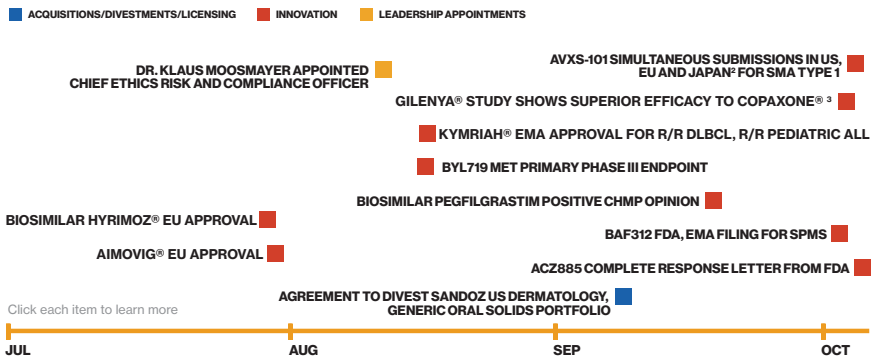 ACQUISITIONS/DIVESTMENTS/LICENSING INNOVATION LEADERSHIP APPOINTMENTS
DR. KLAUS MOOSMAYER APPOINTED
CHIEF ETHICS RISK AND COMPLIANCE OFFICER
AVXS-101 SIMULTANEOUS SUBMISSIONS IN US,
EU AND JAPAN² FOR SMA TYPE 1
GILENYA® STUDY SHOWS SUPERIOR EFFICACY TO COPAXONE® ³
KYMRIAH® EMA APPROVAL FOR R/R DLBCL, R/R PEDIATRIC ALL
BYL719 MET PRIMARY PHASE III ENDPOINT
BIOSIMILAR PEGFILGRASTIM POSITIVE CHMP OPINION
BIOSIMILAR HYRIMOZ® EU APPROVAL
BAF312 FDA, EMA FILING FOR SPMS
AIMOVIG® EU APPROVAL
ACZ885 COMPLETE RESPONSE LETTER FROM FDA
AGREEMENT TO DIVEST SANDOZ US DERMATOLOGY,
GENERIC ORAL SOLIDS PORTFOLIO
Click each item to learn more
JUL AUG SEP OCT